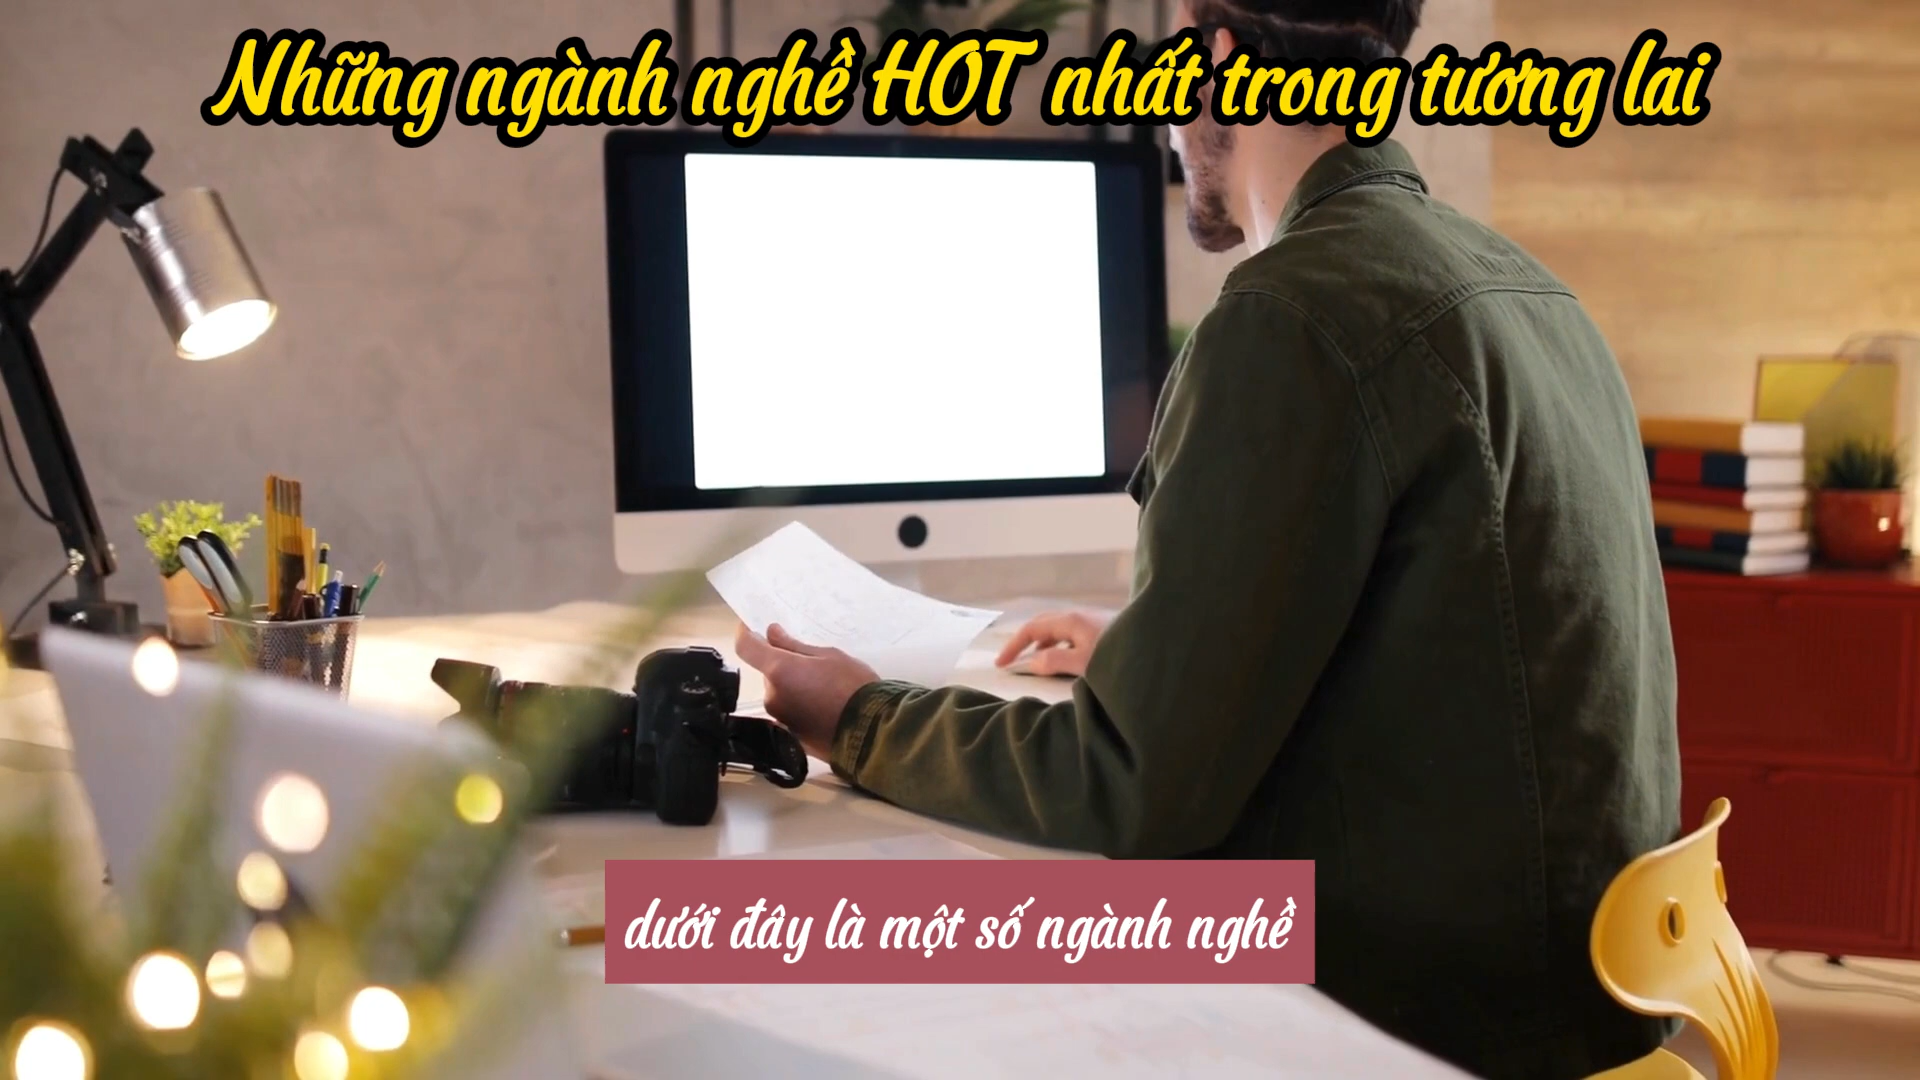 Những ngành nghề HOT nhất trong tương lai
dưới đây là một số ngành nghề